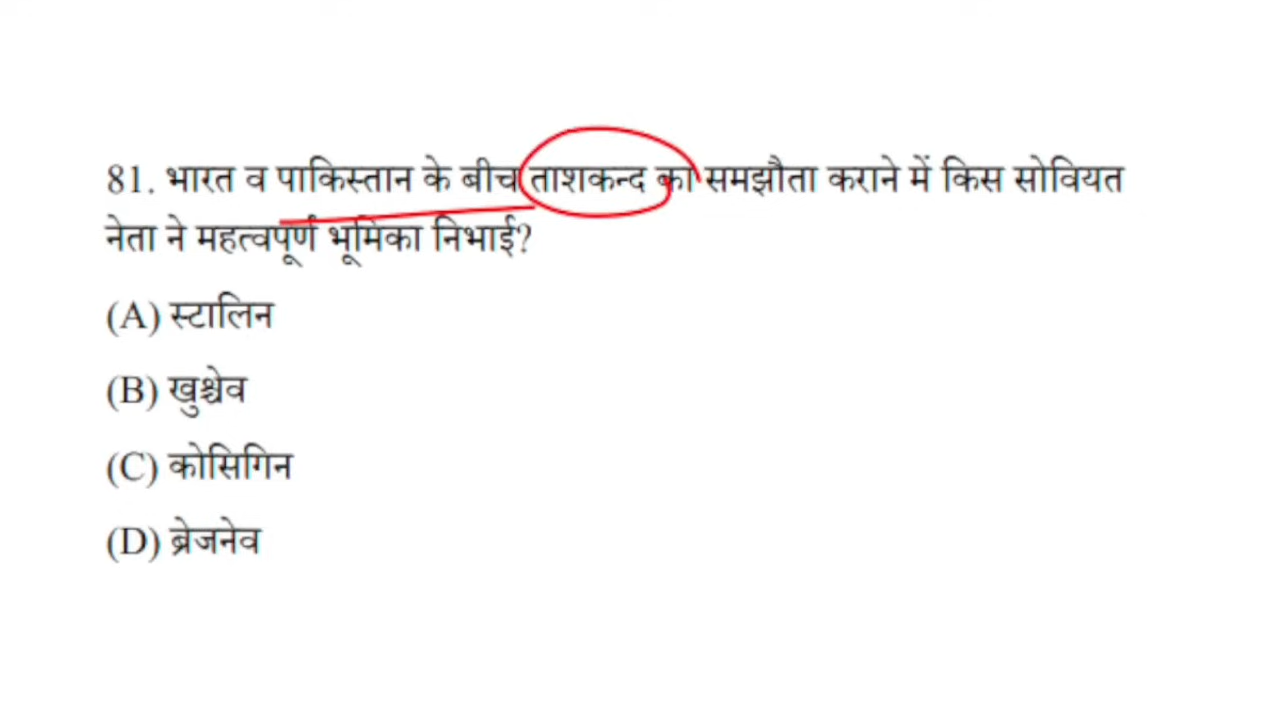 81. भारत व पाकिस्तान के बीच ताशकन्द का समझौता कराने में किस सोवियत
नेता ने महत्वपूर्ण भूमिका निभाई?
(A) स्टालिन
(B) खुश्चेव
(C) कोसिगिन
(D) ब्रेजनेव